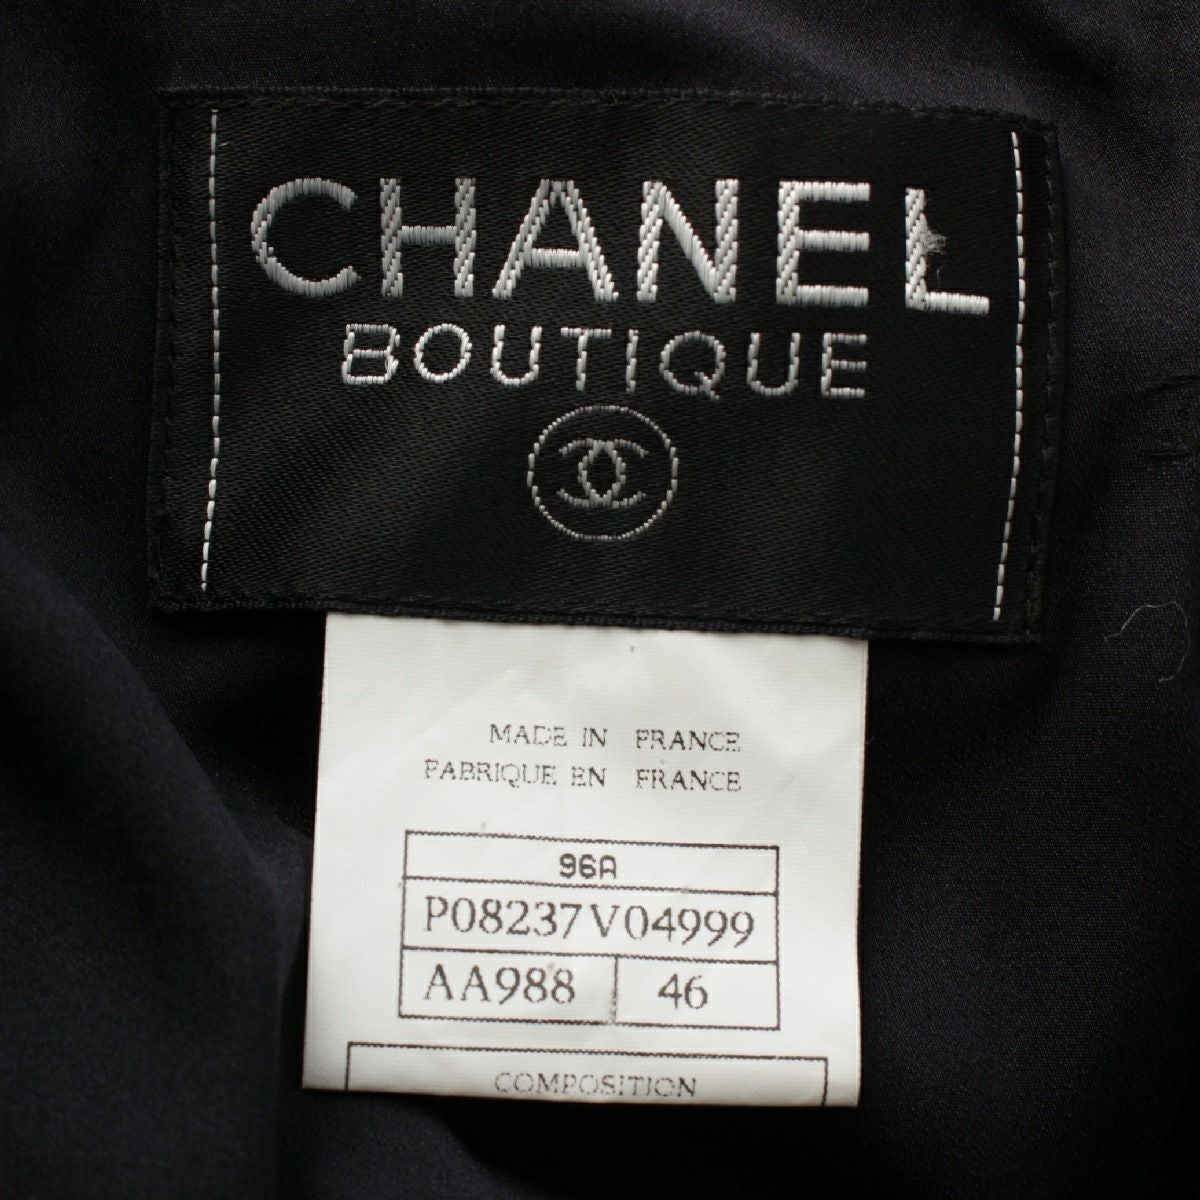 CHANEL
BOUTIQUE
MADE IN FRANCE
FABRIQUE EN FRANCE
96A
P08237V04999
AA988 46
COMPOSITION